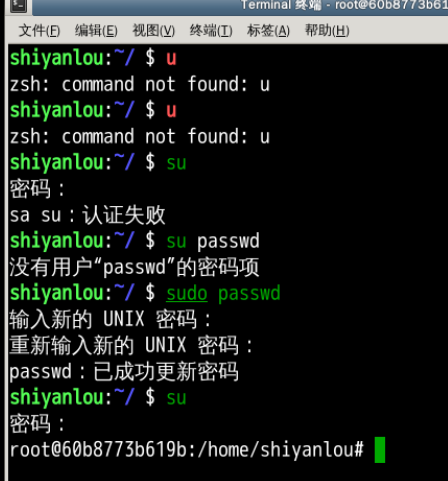 Terminal 终端 - root@60b8773b61
文件(F) 编辑(E) 视图(V) 终端(T) 标签(A) 帮助(H)
shiyanlou:~/ $ u
zsh: command not found: u
shiyanlou:~/ $ u
zsh: command not found: u
shiyanlou:~/ $ su
密码：
sa su：认证失败
shiyanlou:~/ $ su passwd
没有用户“passwd”的密码项
shiyanlou:~/ $ sudo passwd
输入新的 UNIX 密码：
重新输入新的 UNIX 密码：
passwd：已成功更新密码
shiyanlou:~/ $ su
密码：
root@60b8773b619b:/home/shiyanlou#